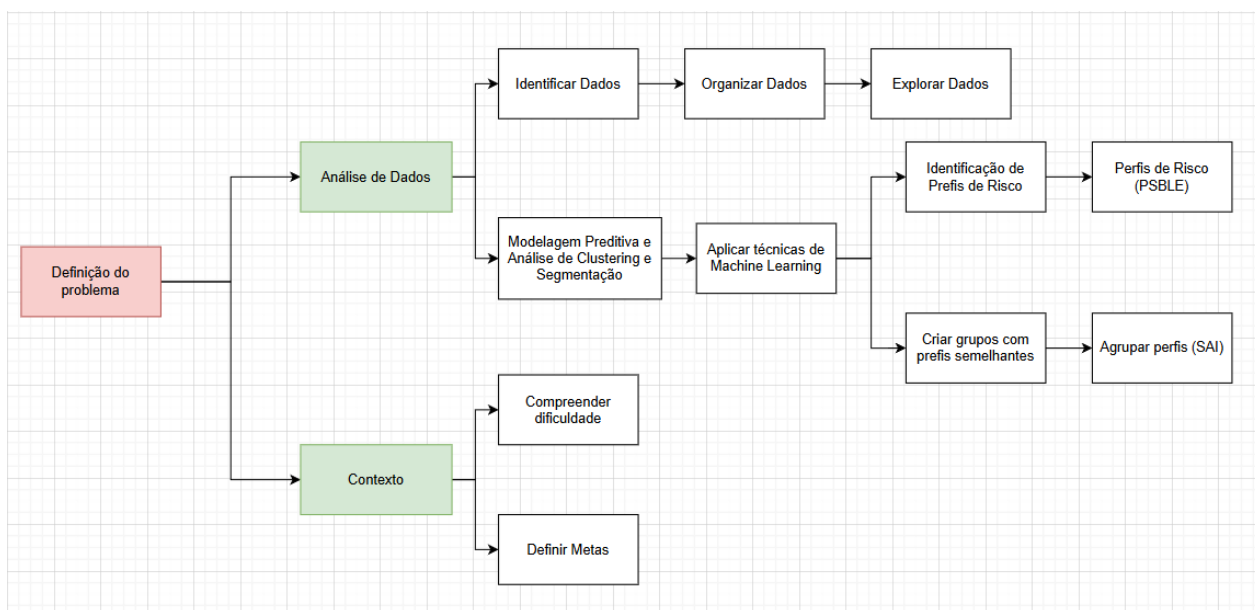 Identificar Dados
Organizar Dados
Explorar Dados
Análise de Dados
Identificação de
Prefis de Risco
Perfis de Risco
(PSBLE)
Modelagem Preditiva e
Análise de Clustering e
Segmentação
Aplicar técnicas de
Machine Learning
Definição do
problema
Criar grupos com
prefis semelhantes
Agrupar perfis (SAI)
Compreender
dificuldade
Contexto
Definir Metas